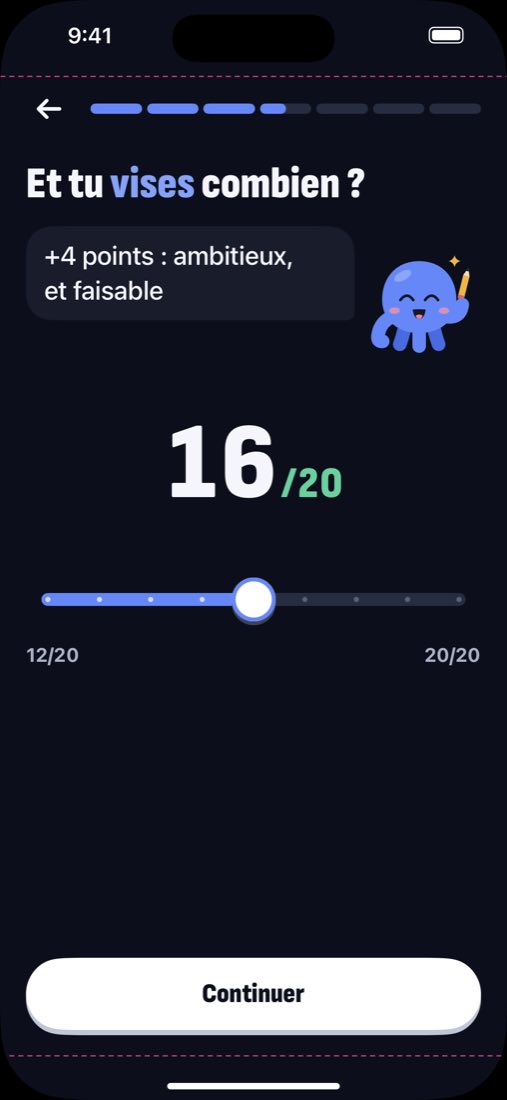 9:41
Et tu vises combien ?
+4 points : ambitieux,
et faisable
16/20
12/20
20/20
Continuer